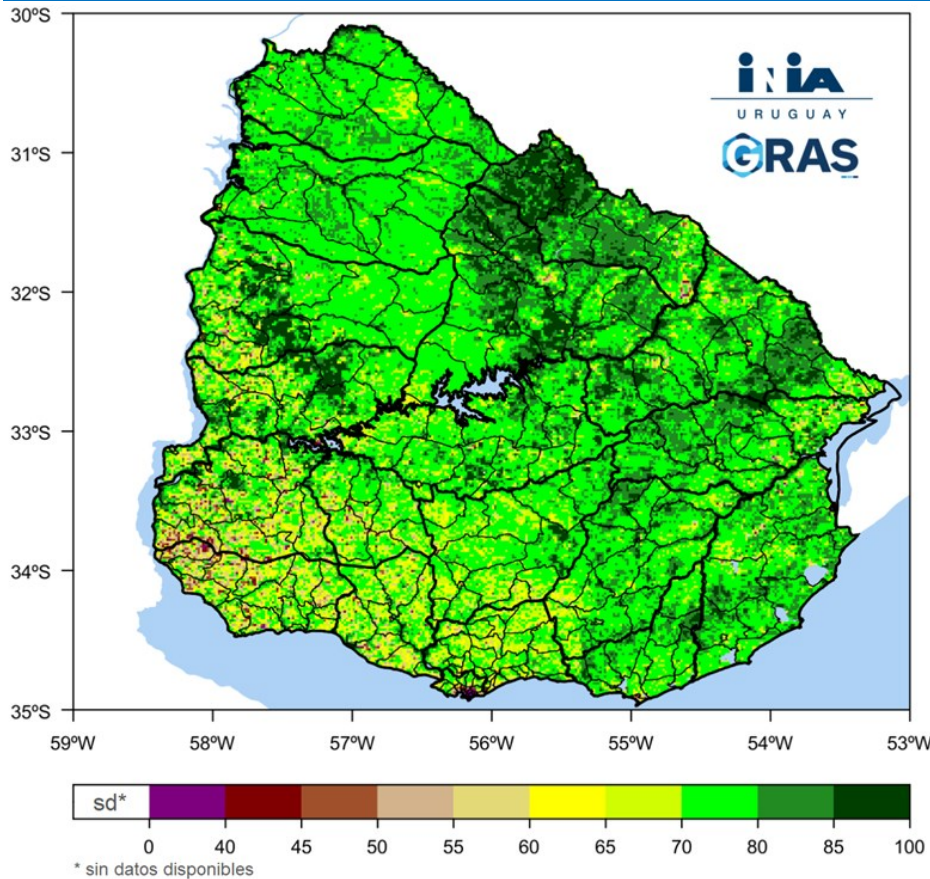 30ºS
INIA
URUGUAY
GRAS
31ºS
32ºS
33ºS
34ºS
35ºS
59ºW 58ºW 57ºW 56ºW 55ºW 54ºW 53ºW
sd*
0 40 45 50 55 60 65 70 80 85 100
* sin datos disponibles